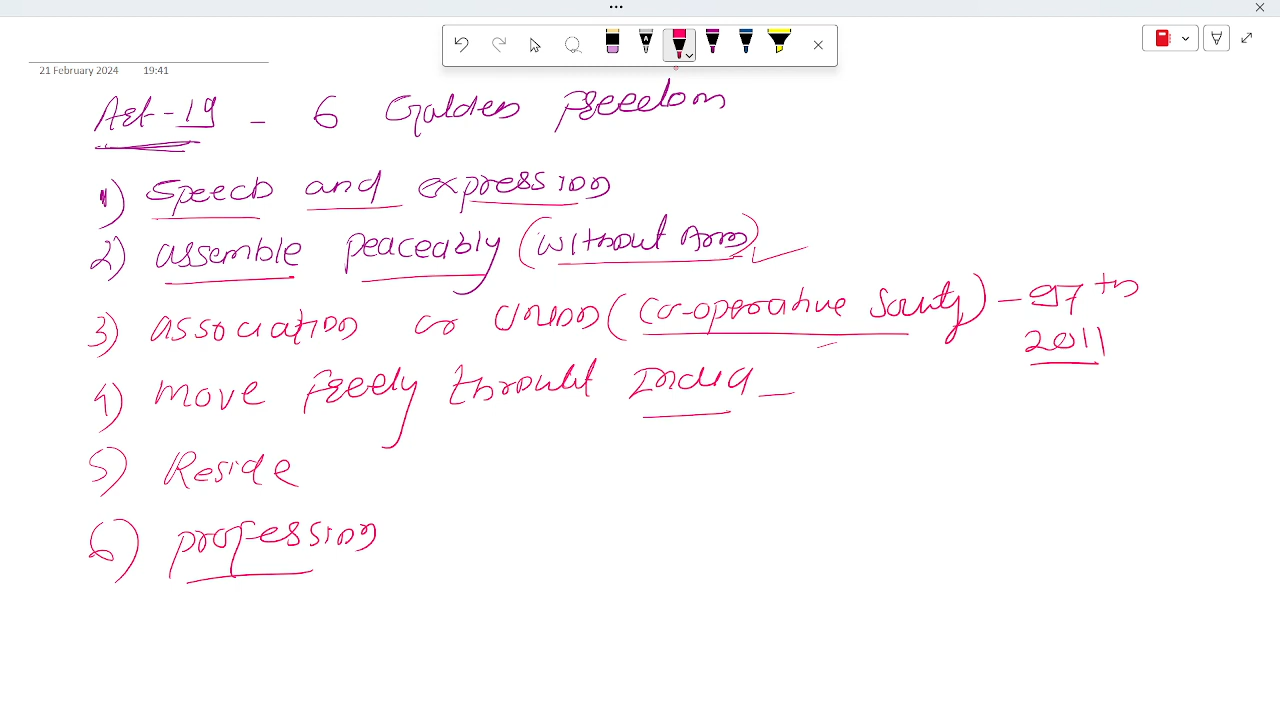 21 February 2024 19:41
Art-19 - 6 Golden Freedom
1) Speech and expression
2) assemble peaceably (without Arm)
3) association or Union (Co-operative Society) - 97th
2011
4) Move freely throught India
5) Reside
6) profession